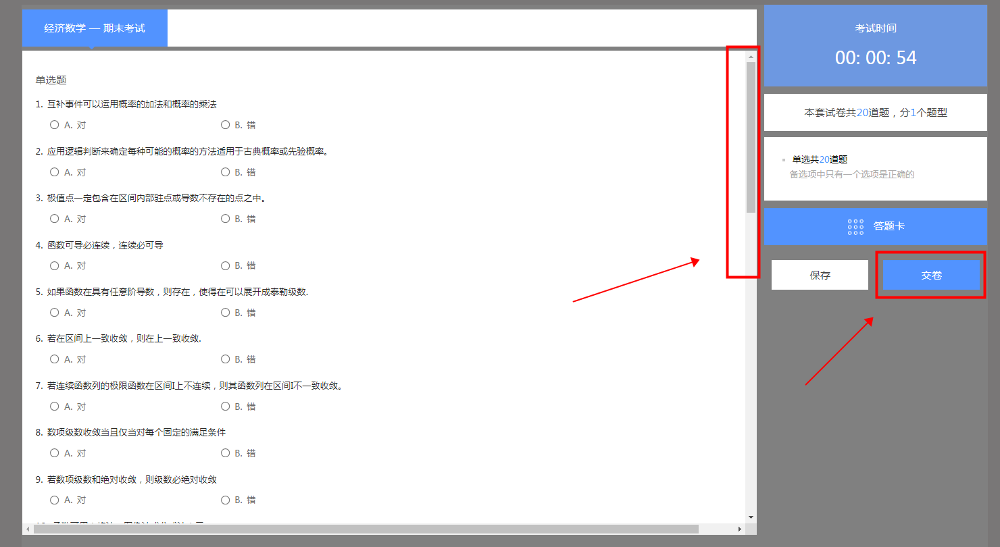 经济数学 — 期末考试
单选题
1. 互补事件可以运用概率的加法和概率的乘法
A. 对 B. 错
2. 应用逻辑判断来确定每种可能的概率的方法适用于古典概率或先验概率。
A. 对 B. 错
3. 极值点一定包含在区间内部驻点或导数不存在的点之中。
A. 对 B. 错
4. 函数可导必连续，连续必可导
A. 对 B. 错
5. 如果函数在具有任意阶导数，则存在，使得在可以展开成泰勒级数.
A. 对 B. 错
6. 若在区间上一致收敛，则在上一致收敛.
A. 对 B. 错
7. 若连续函数列的极限函数在区间I上不连续，则其函数列在区间I不一致收敛。
A. 对 B. 错
8. 数项级数收敛当且仅当对每个固定的满足条件
A. 对 B. 错
9. 若数项级数和绝对收敛，则级数必绝对收敛
A. 对 B. 错
考试时间
00: 00: 54
本套试卷共20道题，分1个题型
单选共20道题
备选项中只有一个选项是正确的
答题卡
保存 交卷